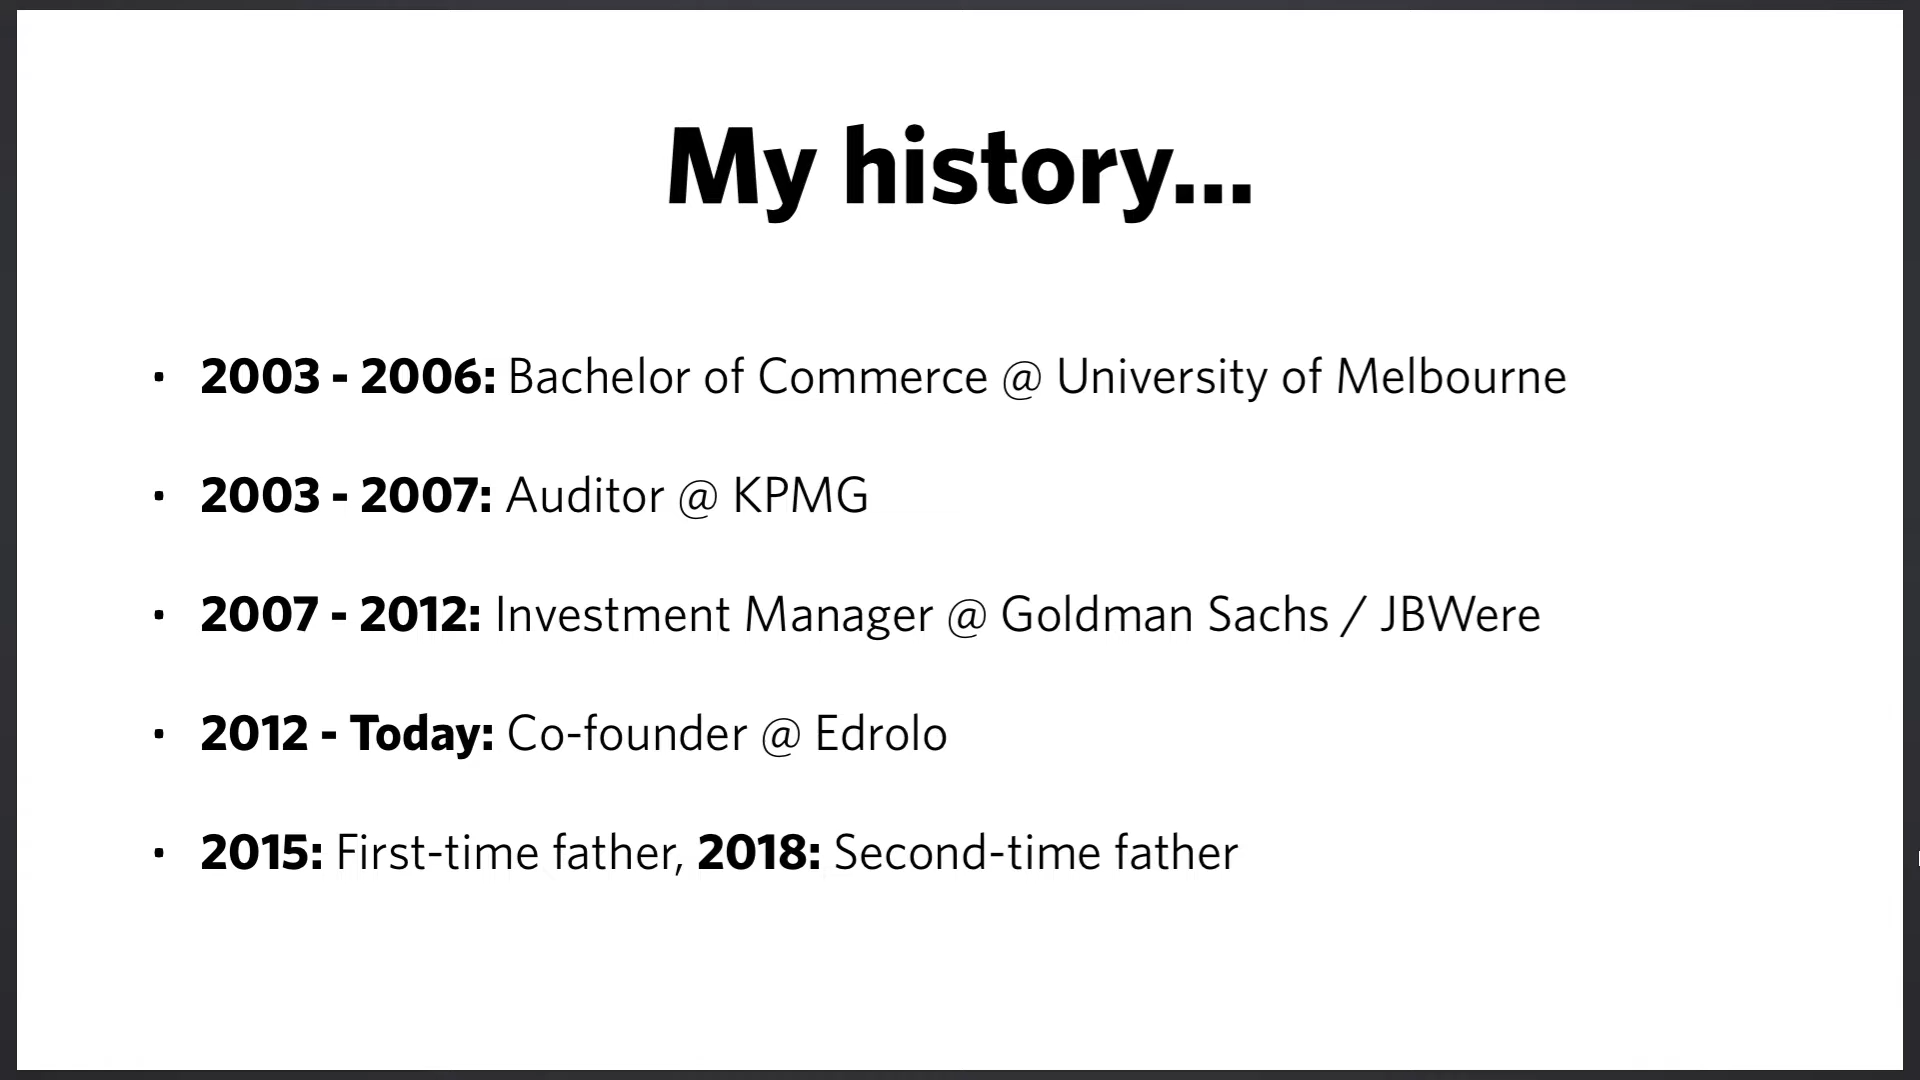 My history...
· 2003 - 2006: Bachelor of Commerce @ University of Melbourne
· 2003 - 2007: Auditor @ KPMG
· 2007 - 2012: Investment Manager @ Goldman Sachs / JBWere
· 2012 - Today: Co-founder @ Edrolo
· 2015: First-time father, 2018: Second-time father